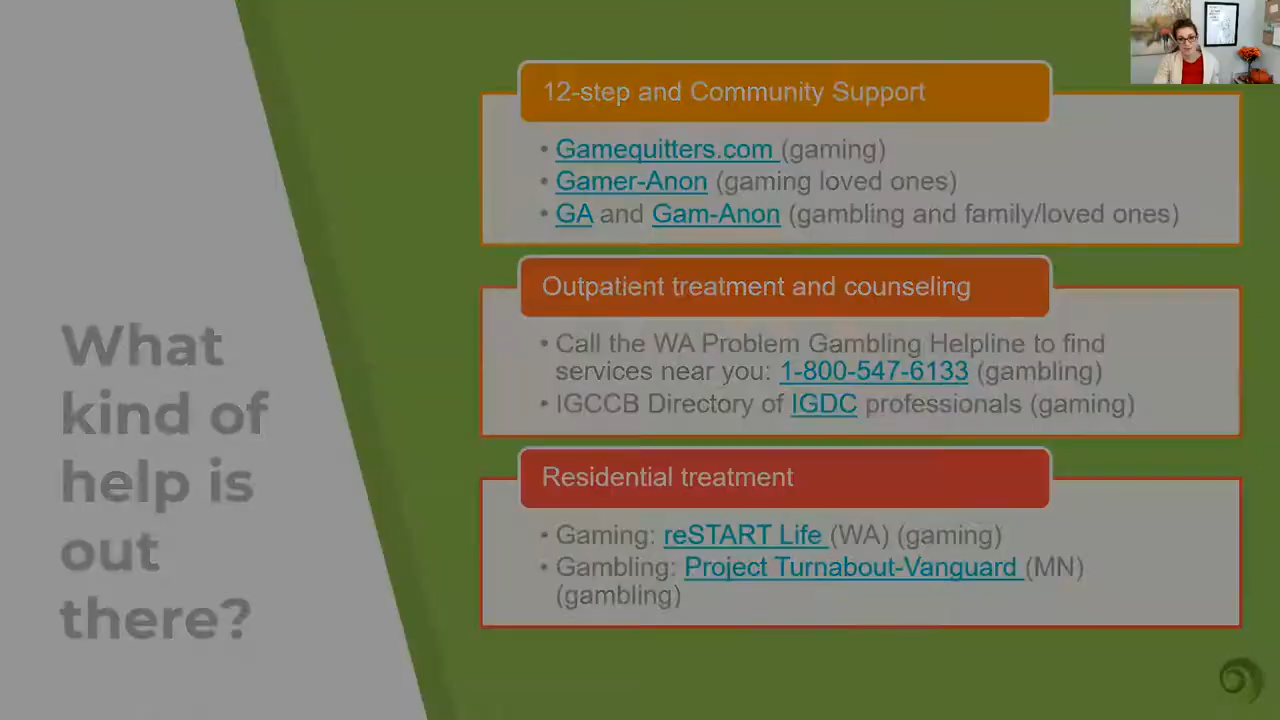 What
kind of
help is
out
there?
12-step and Community Support
• Gamequitters.com (gaming)
• Gamer-Anon (gaming loved ones)
• GA and Gam-Anon (gambling and family/loved ones)
Outpatient treatment and counseling
• Call the WA Problem Gambling Helpline to find
services near you: 1-800-547-6133 (gambling)
• IGCCB Directory of IGDC professionals (gaming)
Residential treatment
• Gaming: reSTART Life (WA) (gaming)
• Gambling: Project Turnabout-Vanguard (MN)
(gambling)